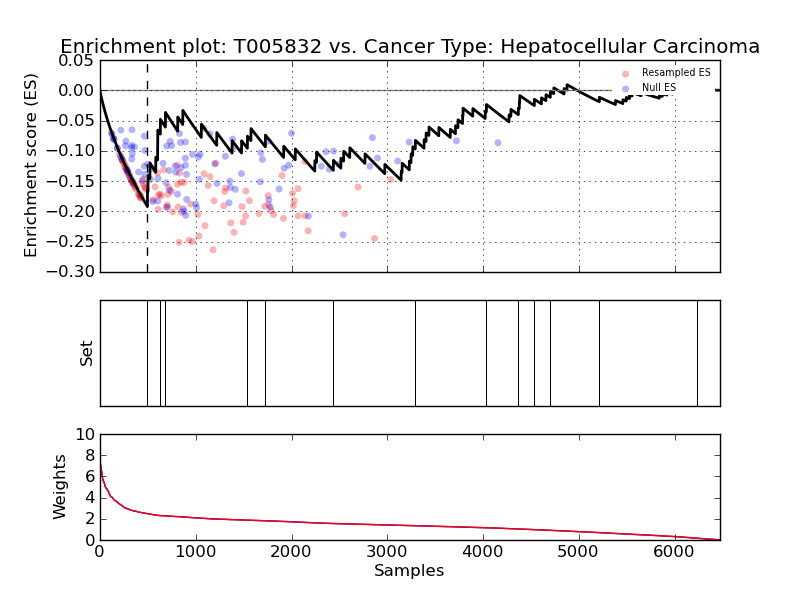 Enrichment plot: T005832 vs. Cancer Type: Hepatocellular Carcinoma
Enrichment score (ES)
0.05
0.00
−0.05
−0.10
−0.15
−0.20
−0.25
−0.30
Resampled ES
Null ES
Set
Weights
10
8
6
4
2
0
0 1000 2000 3000 4000 5000 6000
Samples